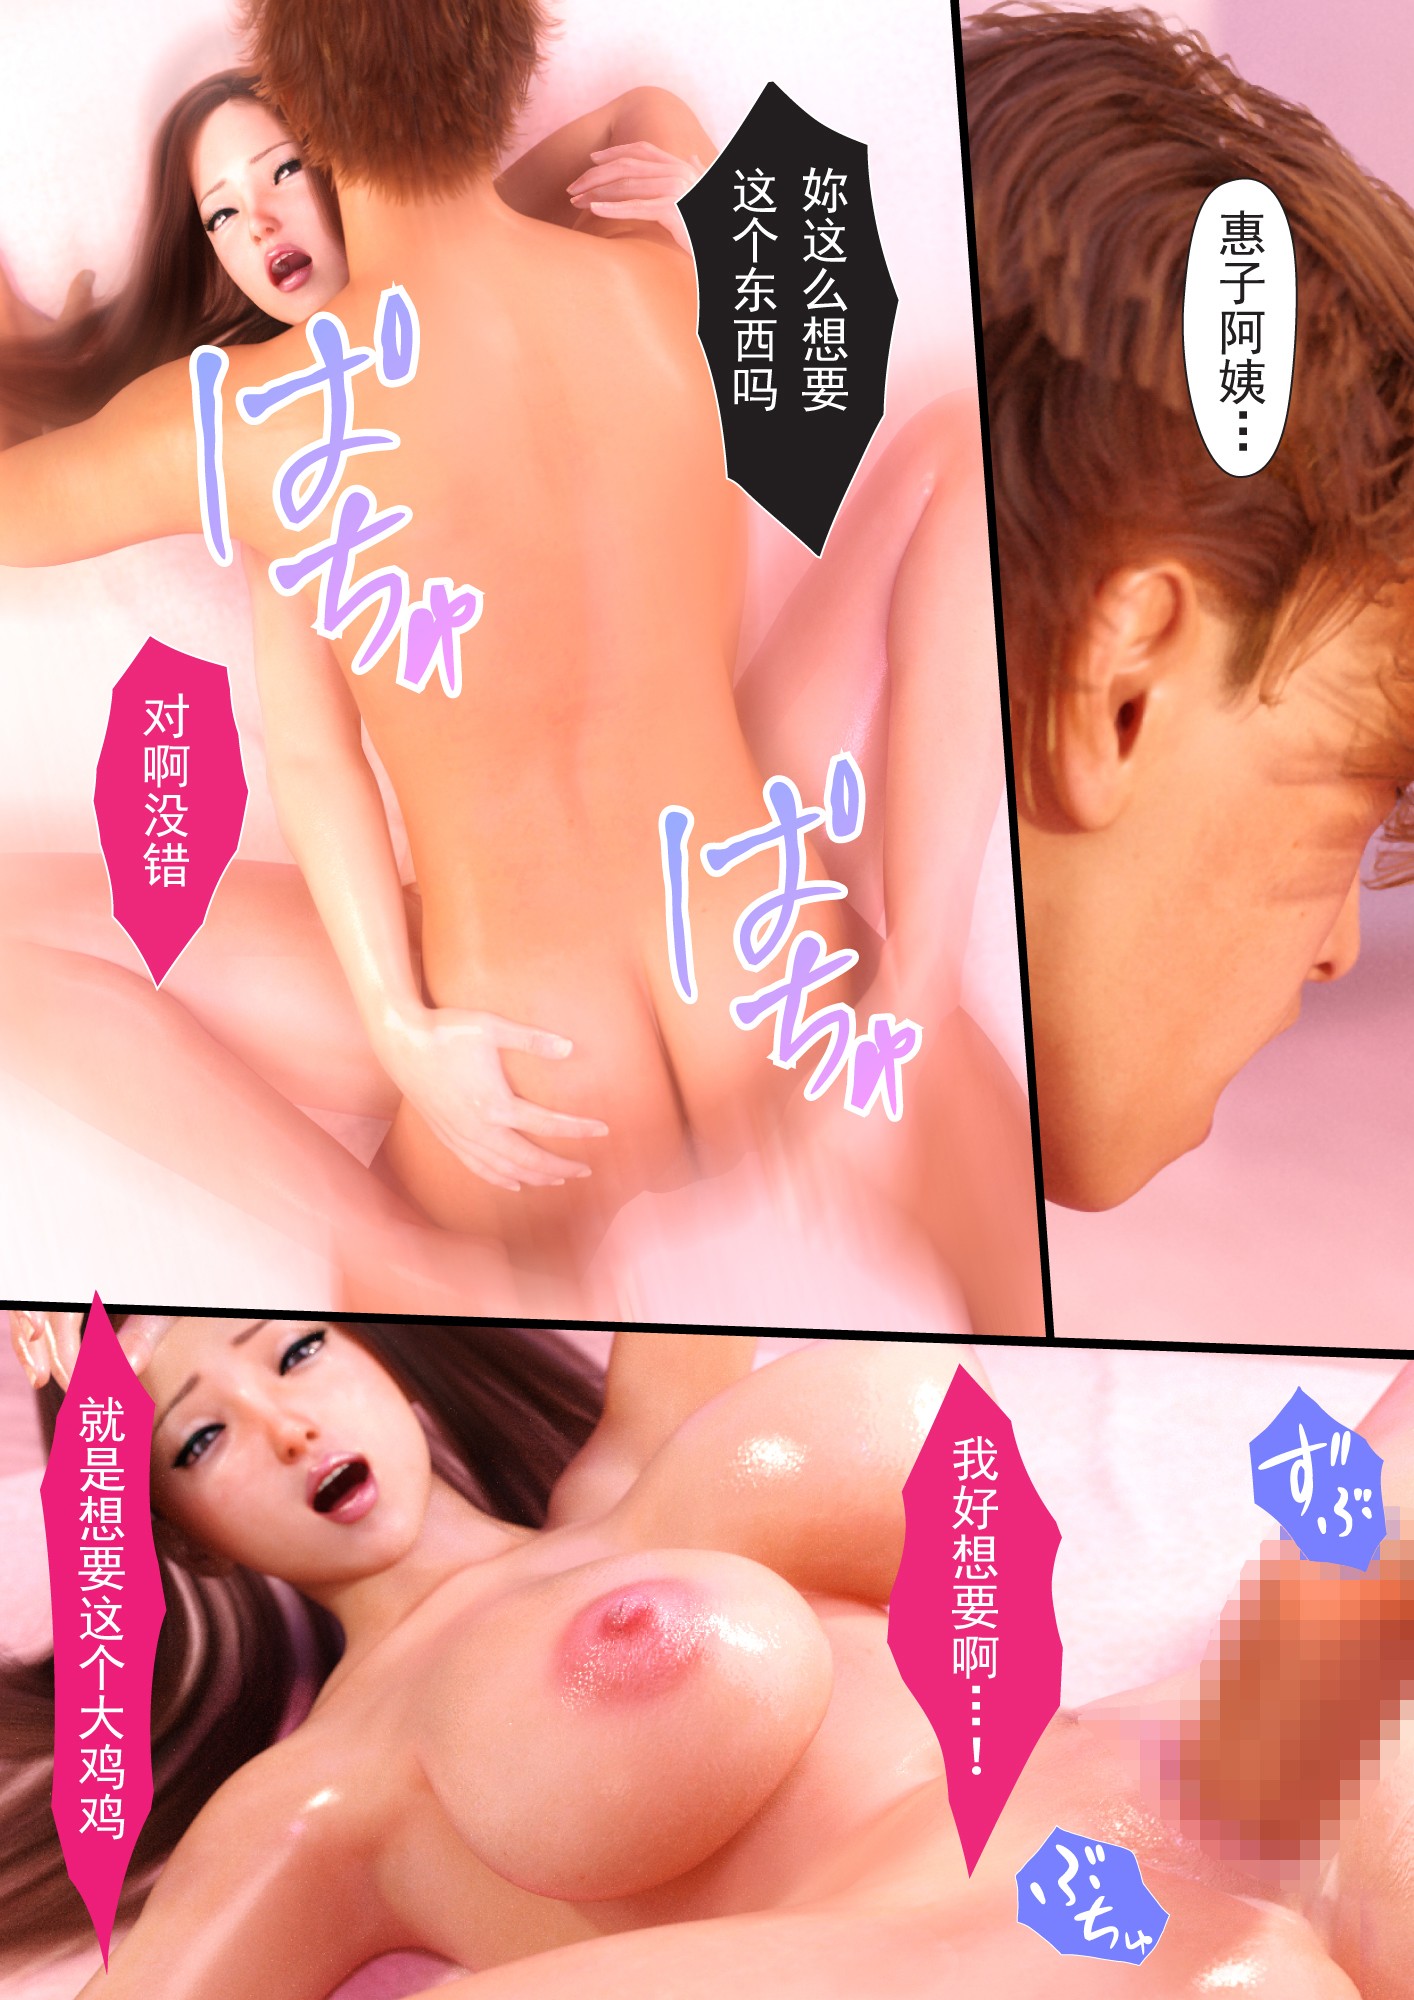 惠子阿姨…
妳这么想要
这个东西吗
ぱちゅ
对啊没错
ぱちゅ
ずぶ
我好想要啊…！
ぶちゅ
就是想要这个大鸡鸡